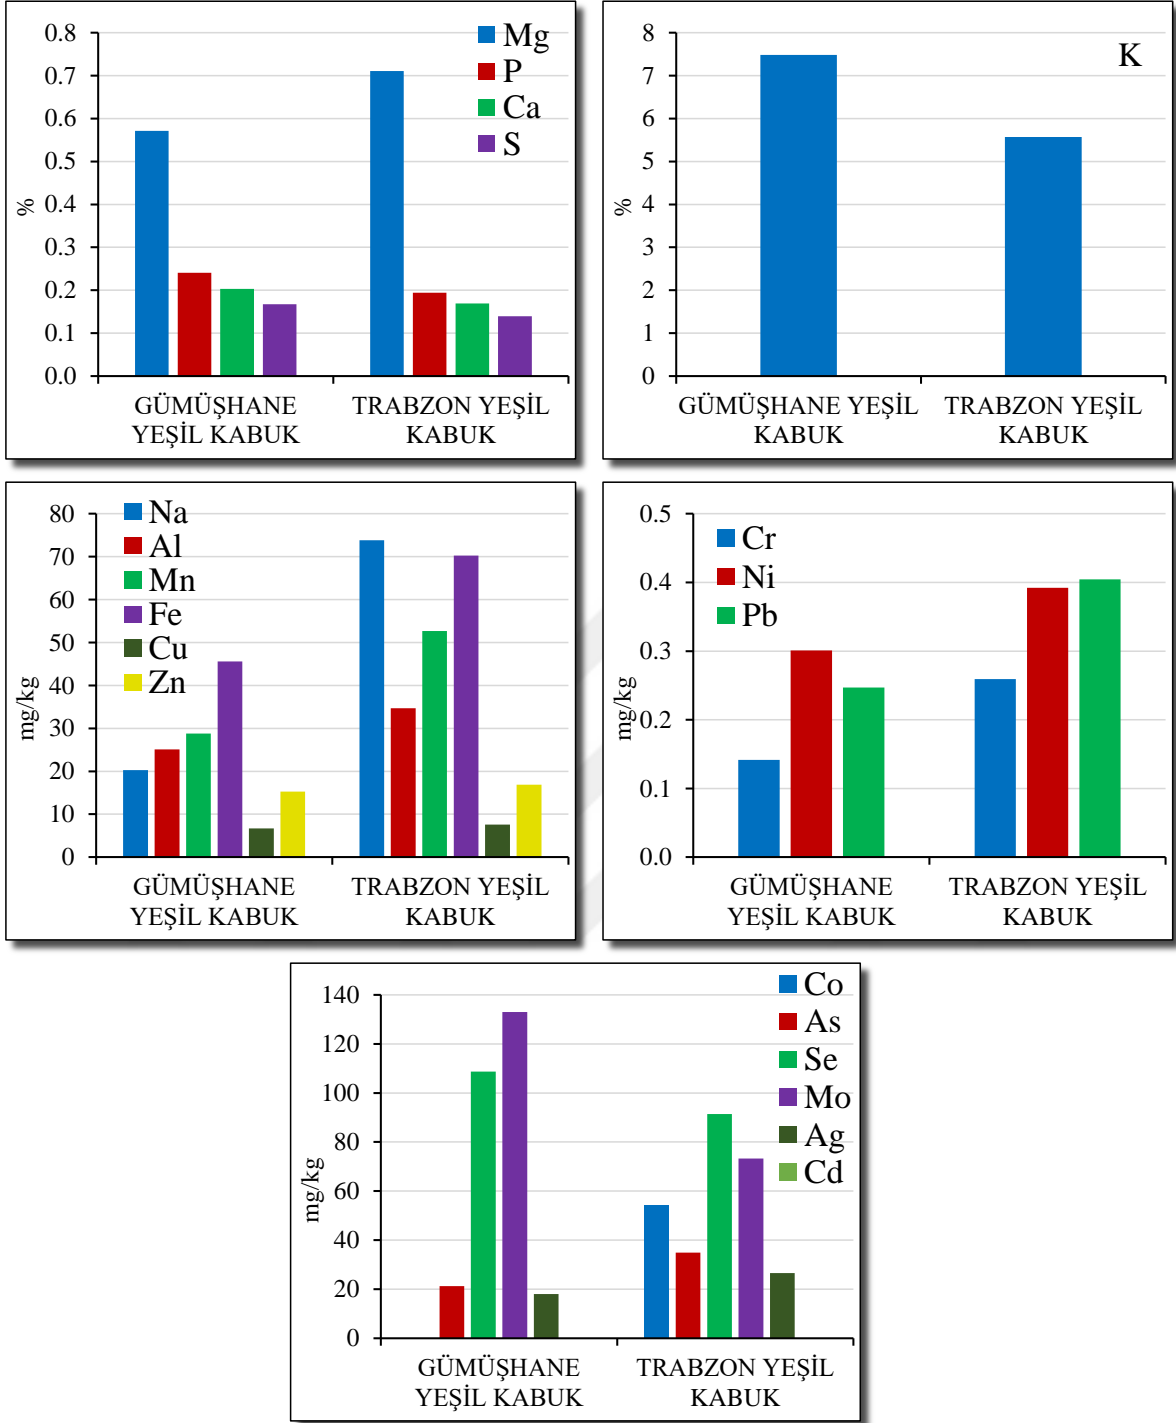 0.8
0.7
0.6
0.5
0.4
0.3
0.2
0.1
0.0
%
Mg
P
Ca
S
GÜMÜŞHANE
YEŞİL KABUK
TRABZON YEŞİL
KABUK
8
7
6
5
4
3
2
1
0
%
K
GÜMÜŞHANE YEŞİL
KABUK
TRABZON YEŞİL
KABUK
80
70
60
50
40
30
20
10
0
mg/kg
Na
Al
Mn
Fe
Cu
Zn
GÜMÜŞHANE
YEŞİL KABUK
TRABZON YEŞİL
KABUK
0.5
0.4
0.3
0.2
0.1
0.0
mg/kg
Cr
Ni
Pb
GÜMÜŞHANE
YEŞİL KABUK
TRABZON YEŞİL
KABUK
140
120
100
80
60
40
20
0
mg/kg
Co
As
Se
Mo
Ag
Cd
GÜMÜŞHANE
YEŞİL KABUK
TRABZON YEŞİL
KABUK